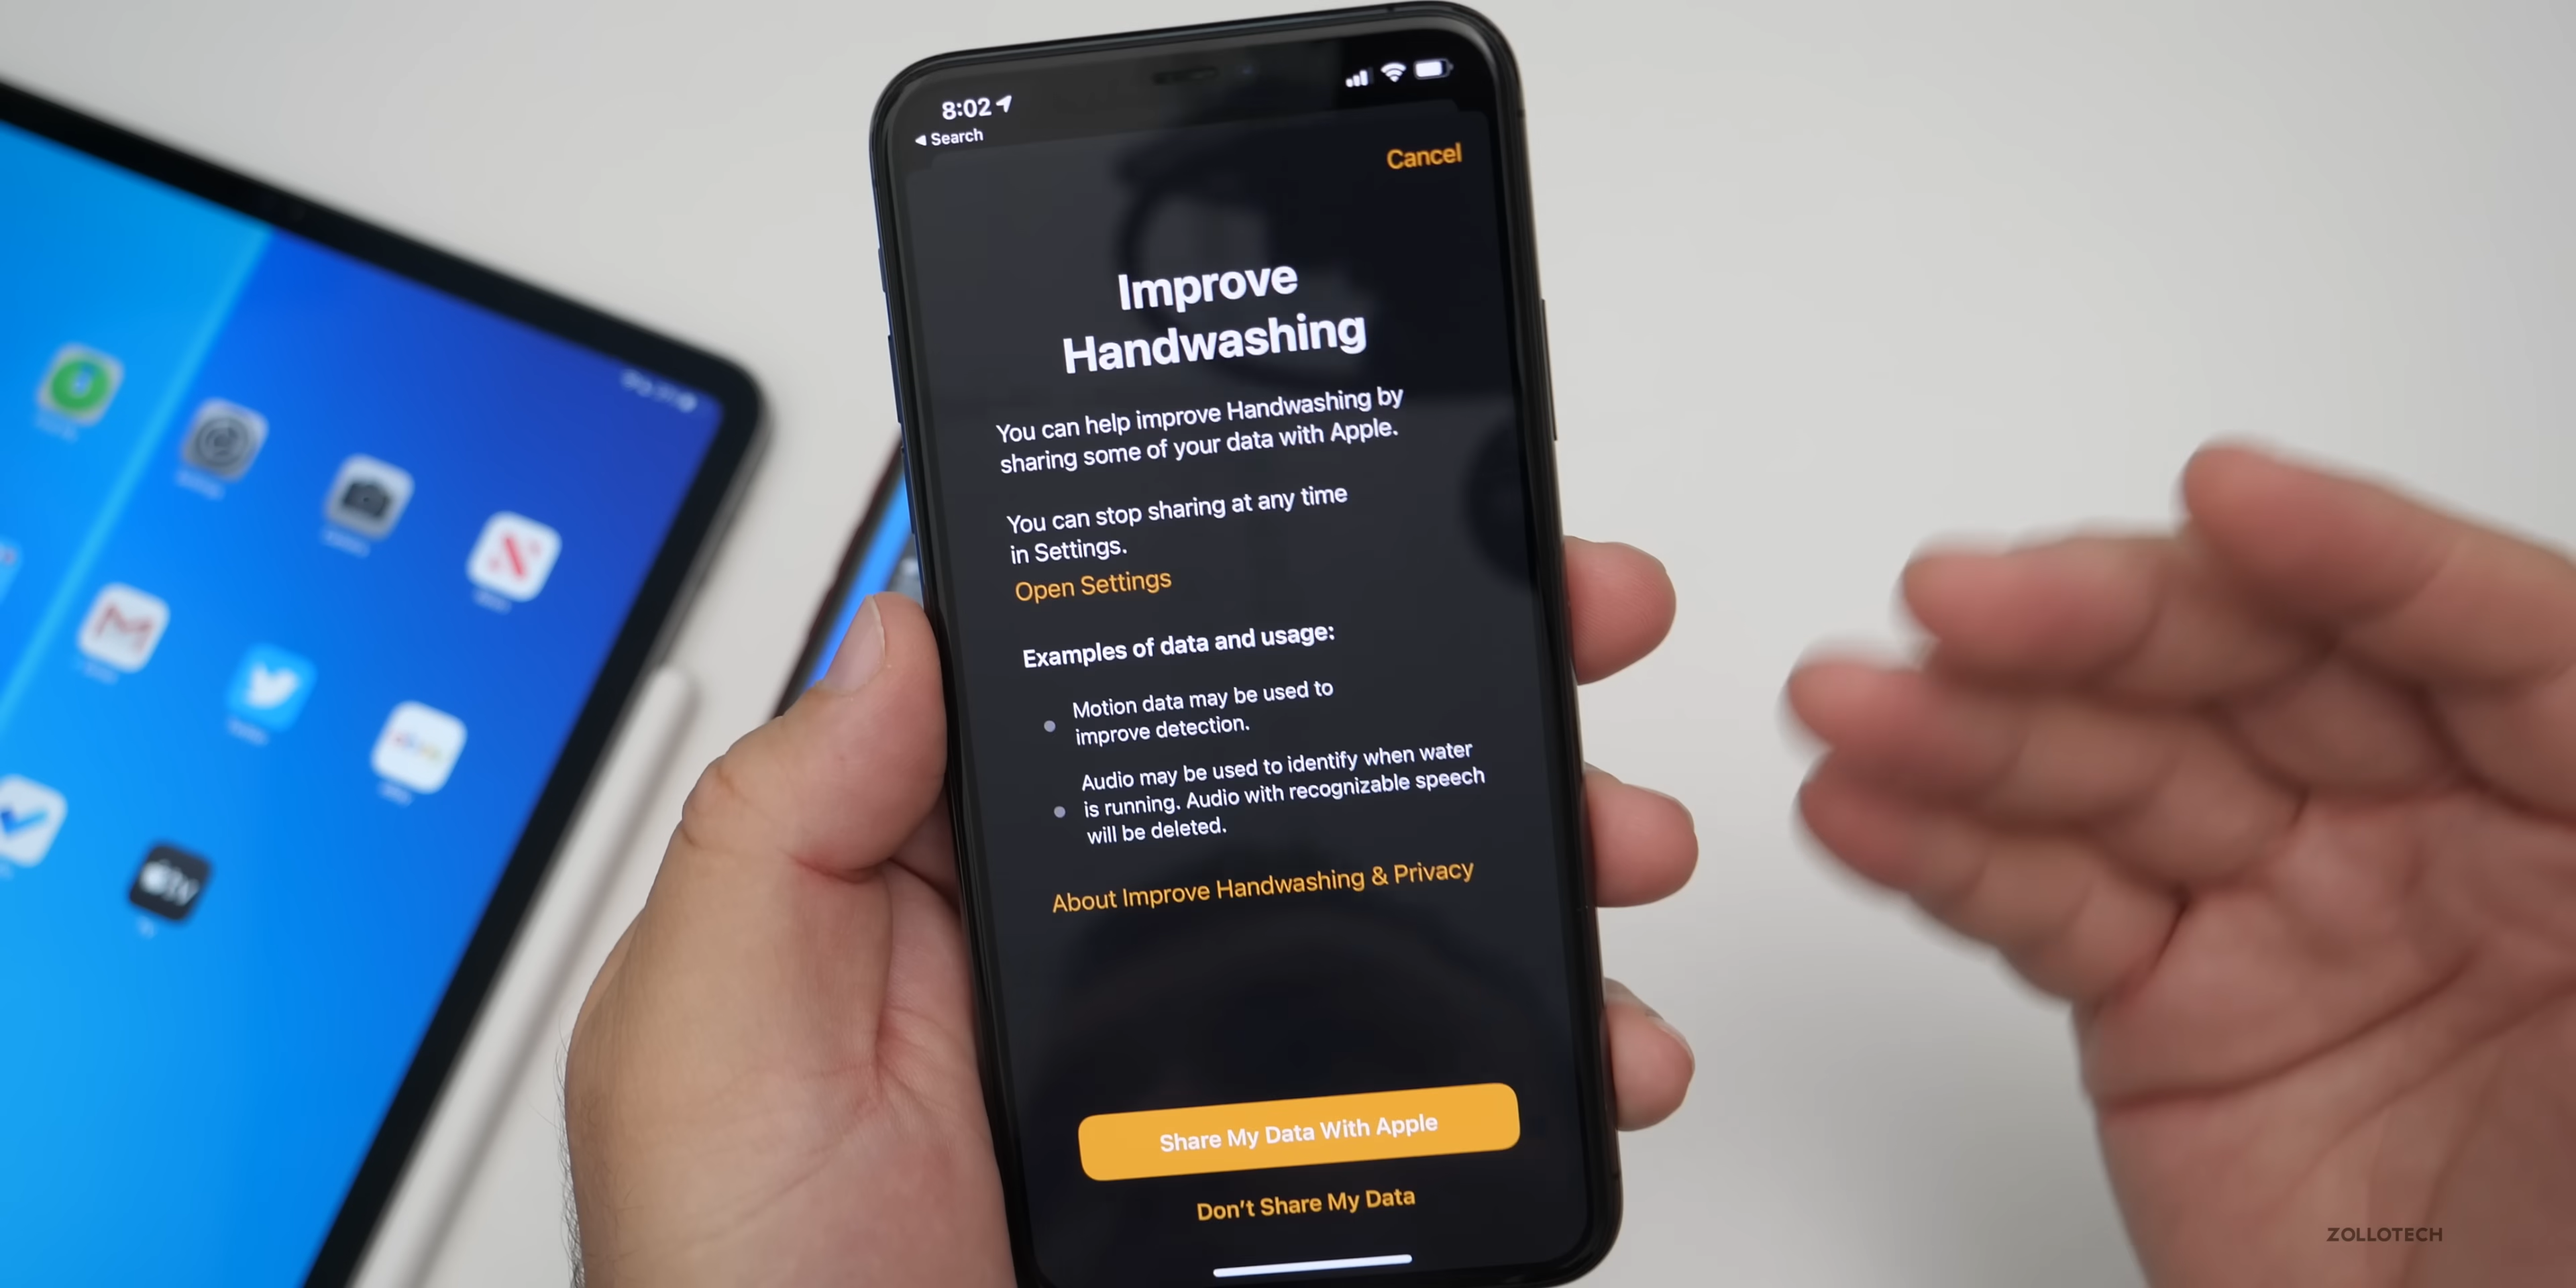 8:02
Search
Cancel
Improve
Handwashing
You can help improve Handwashing by
sharing some of your data with Apple.
You can stop sharing at any time
in Settings.
Open Settings
Examples of data and usage:
Motion data may be used to
improve detection.
Audio may be used to identify when water
is running. Audio with recognizable speech
will be deleted.
About Improve Handwashing & Privacy
Share My Data With Apple
Don't Share My Data
tv
ZOLLOTECH